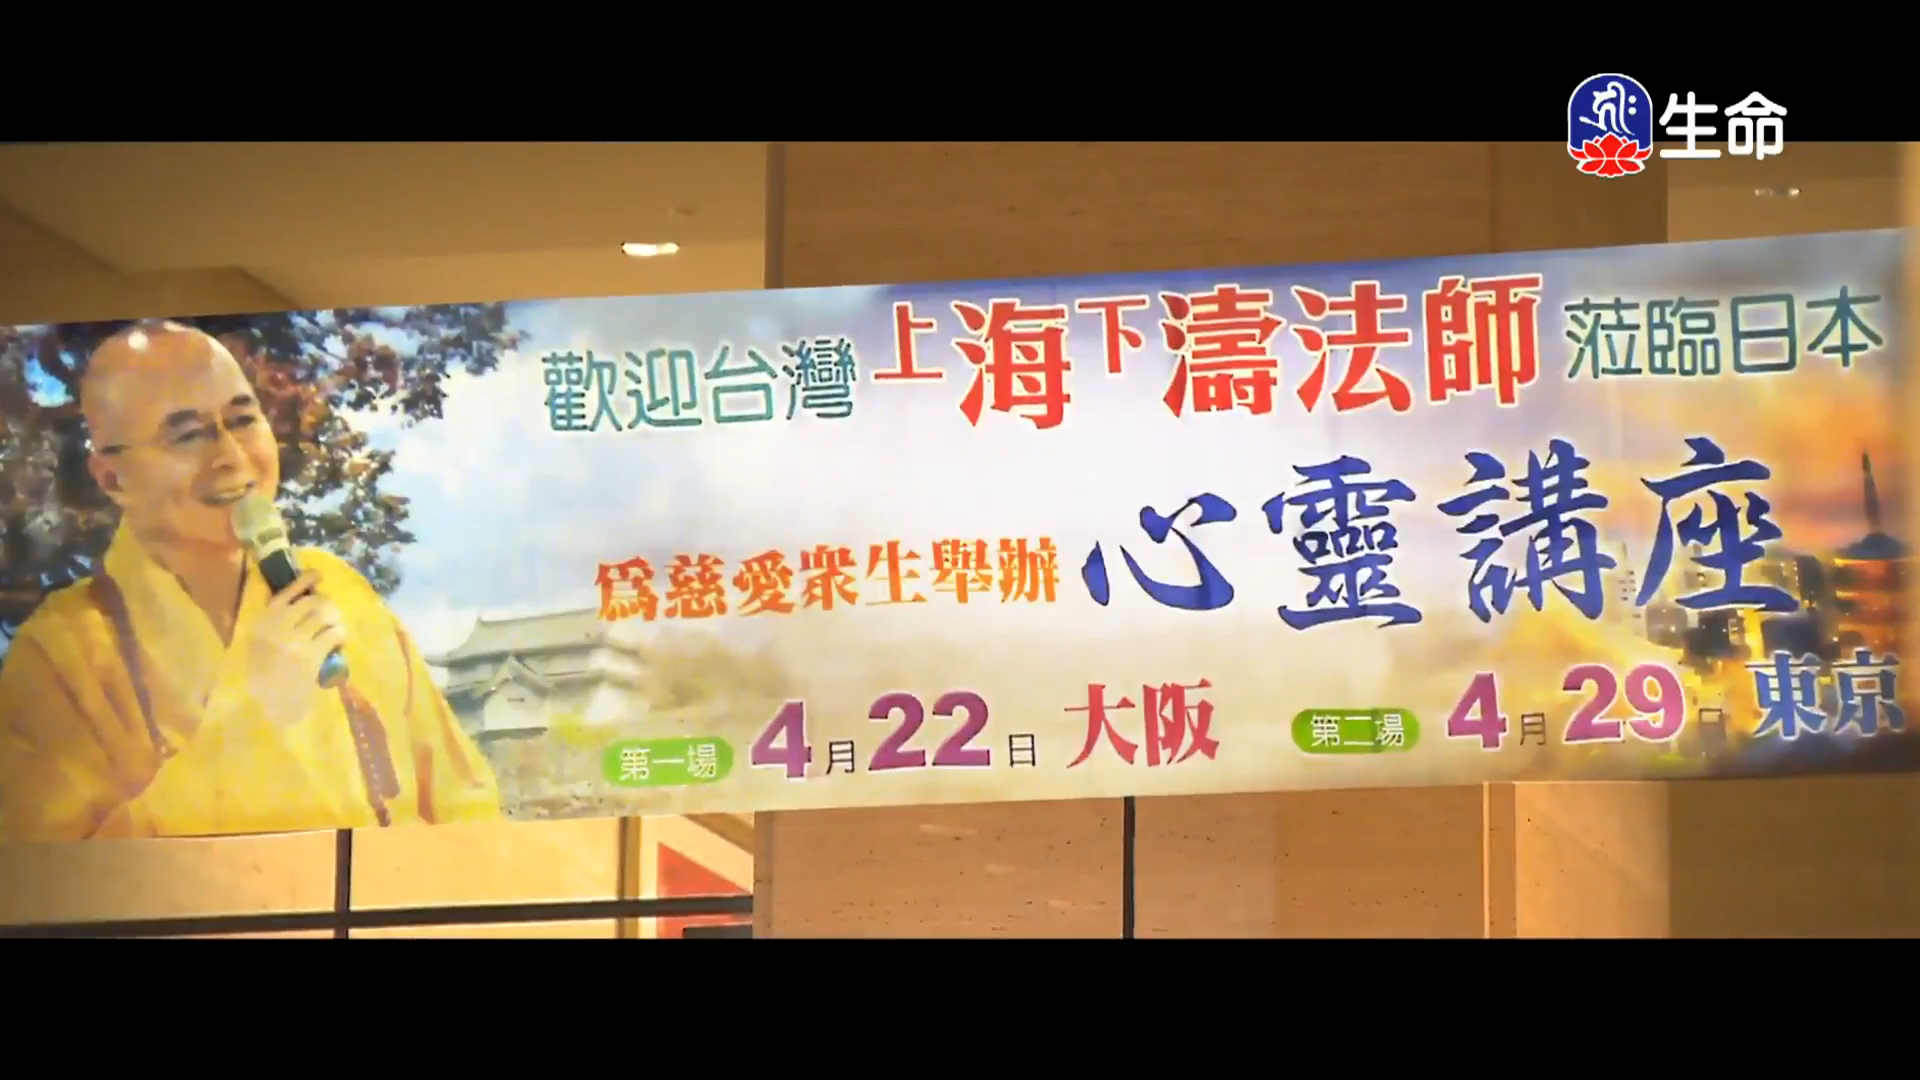 生命
歡迎台灣 上海下濤法師 蒞臨日本
為慈愛眾生舉辦 心靈講座
第一場 4月22日 大阪 第二場 4月29日 東京